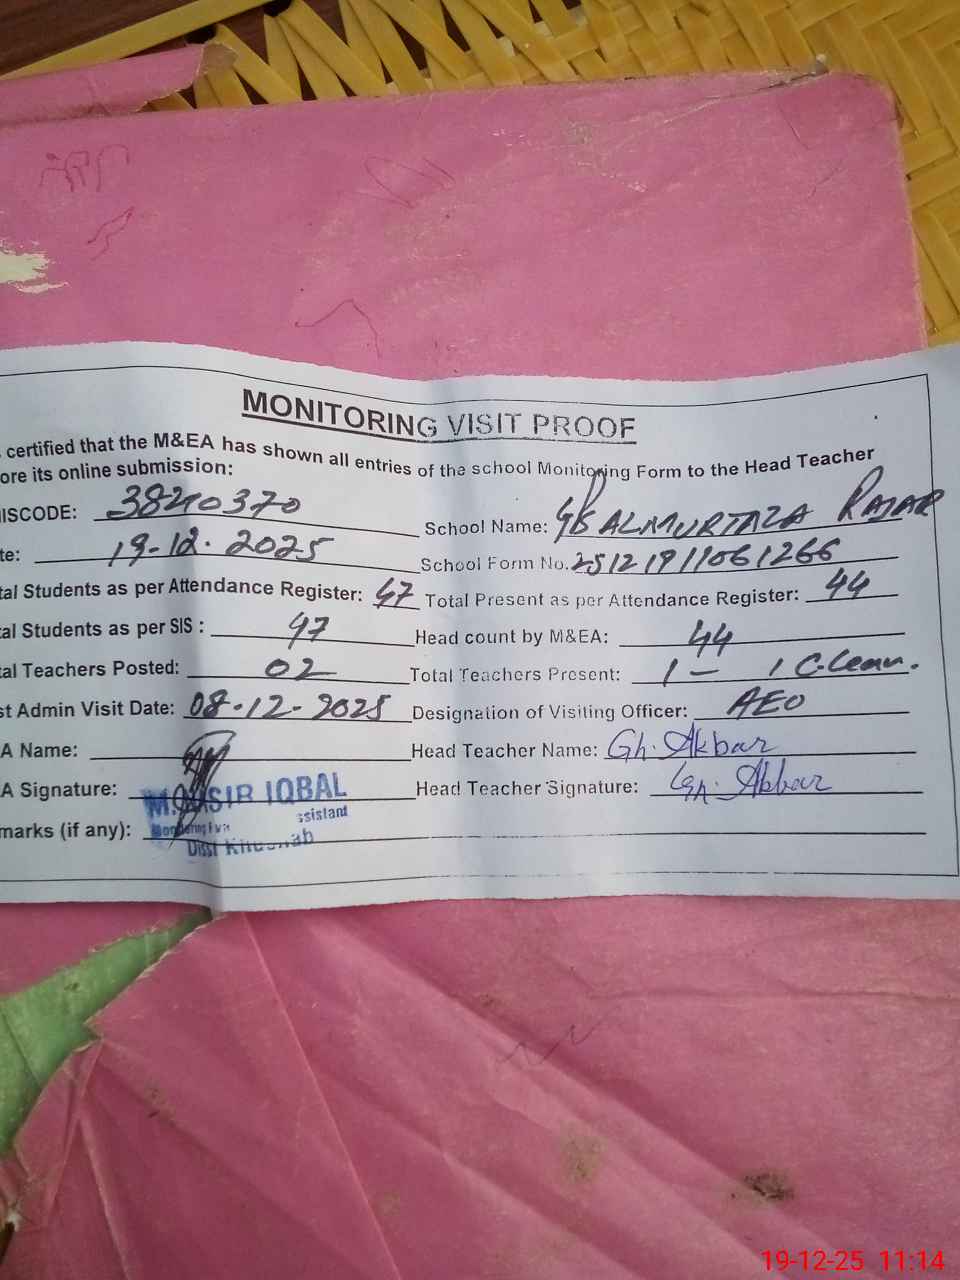 MONITORING VISIT PROOF
certified that the M&EA has shown all entries of the school Monitoring Form to the Head Teacher
ore its online submission:
ISCODE: 38240370 School Name: ALMURTAZA RAJAR
te: 19-12-2025 School Form No. 2512191106 1266
tal Students as per Attendance Register: 47 Total Present as per Attendance Register: 44
tal Students as per SIS : 47 Head count by M&EA: 44
tal Teachers Posted: 02 Total Teachers Present: 1 - 1 C.Leav.
st Admin Visit Date: 08-12-2025 Designation of Visiting Officer: AEO
A Name: Head Teacher Name: Gh. Akbar
A Signature: IQBAL Head Teacher Signature: Gh. Akbar
marks (if any):
Dist
19-12-25 11:14